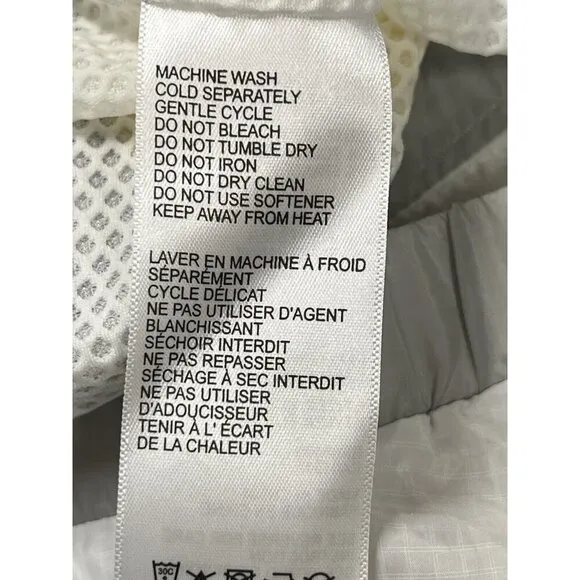 MACHINE WASH
COLD SEPARATELY
GENTLE CYCLE
DO NOT BLEACH
DO NOT TUMBLE DRY
DO NOT IRON
DO NOT DRY CLEAN
DO NOT USE SOFTENER
KEEP AWAY FROM HEAT
LAVER EN MACHINE À FROID
SÉPARÉMENT
CYCLE DÉLICAT
NE PAS UTILISER D'AGENT
BLANCHISSANT
SÉCHOIR INTERDIT
NE PAS REPASSER
SÉCHAGE À SEC INTERDIT
NE PAS UTILISER
D'ADOUCISSEUR
TENIR À L' ÉCART
DE LA CHALEUR
30C